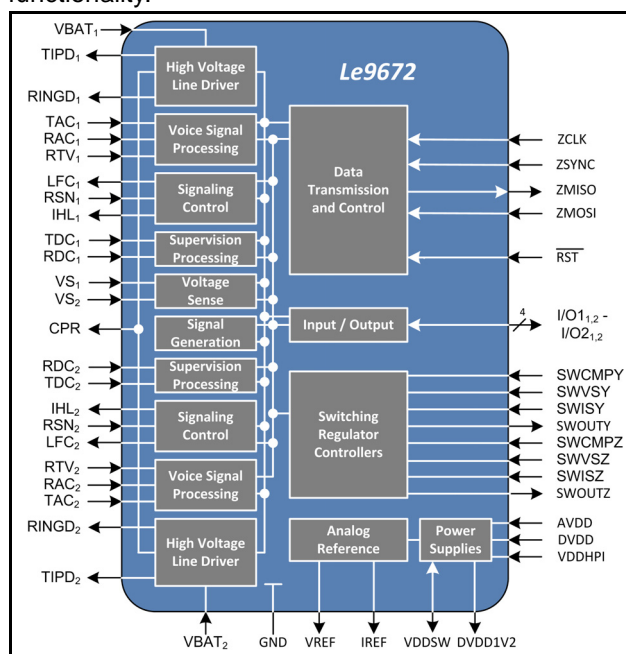 functionality.
VBAT₁
TIPD₁
RINGD₁
TAC₁
RAC₁
RTV₁
LFC₁
RSN₁
IHL₁
TDC₁
RDC₁
VS₁
VS₂
CPR
RDC₂
TDC₂
IHL₂
RSN₂
LFC₂
RTV₂
RAC₂
TAC₂
RINGD₂
TIPD₂
High Voltage
Line Driver
Voice Signal
Processing
Signaling
Control
Supervision
Processing
Voltage
Sense
Signal
Generation
Supervision
Processing
Signaling
Control
Voice Signal
Processing
High Voltage
Line Driver
Le9672
Data
Transmission
and Control
Input / Output
Switching
Regulator
Controllers
Analog
Reference
Power
Supplies
ZCLK
ZSYNC
ZMISO
ZMOSI
R̅S̅T̅
4
I/O1₁,₂ -
I/O2₁,₂
SWCMPY
SWVSY
SWISY
SWOUTY
SWCMPZ
SWVSZ
SWISZ
SWOUTZ
AVDD
DVDD
VDDHPI
VBAT₂
GND
VREF
IREF
VDDSW
DVDD1V2